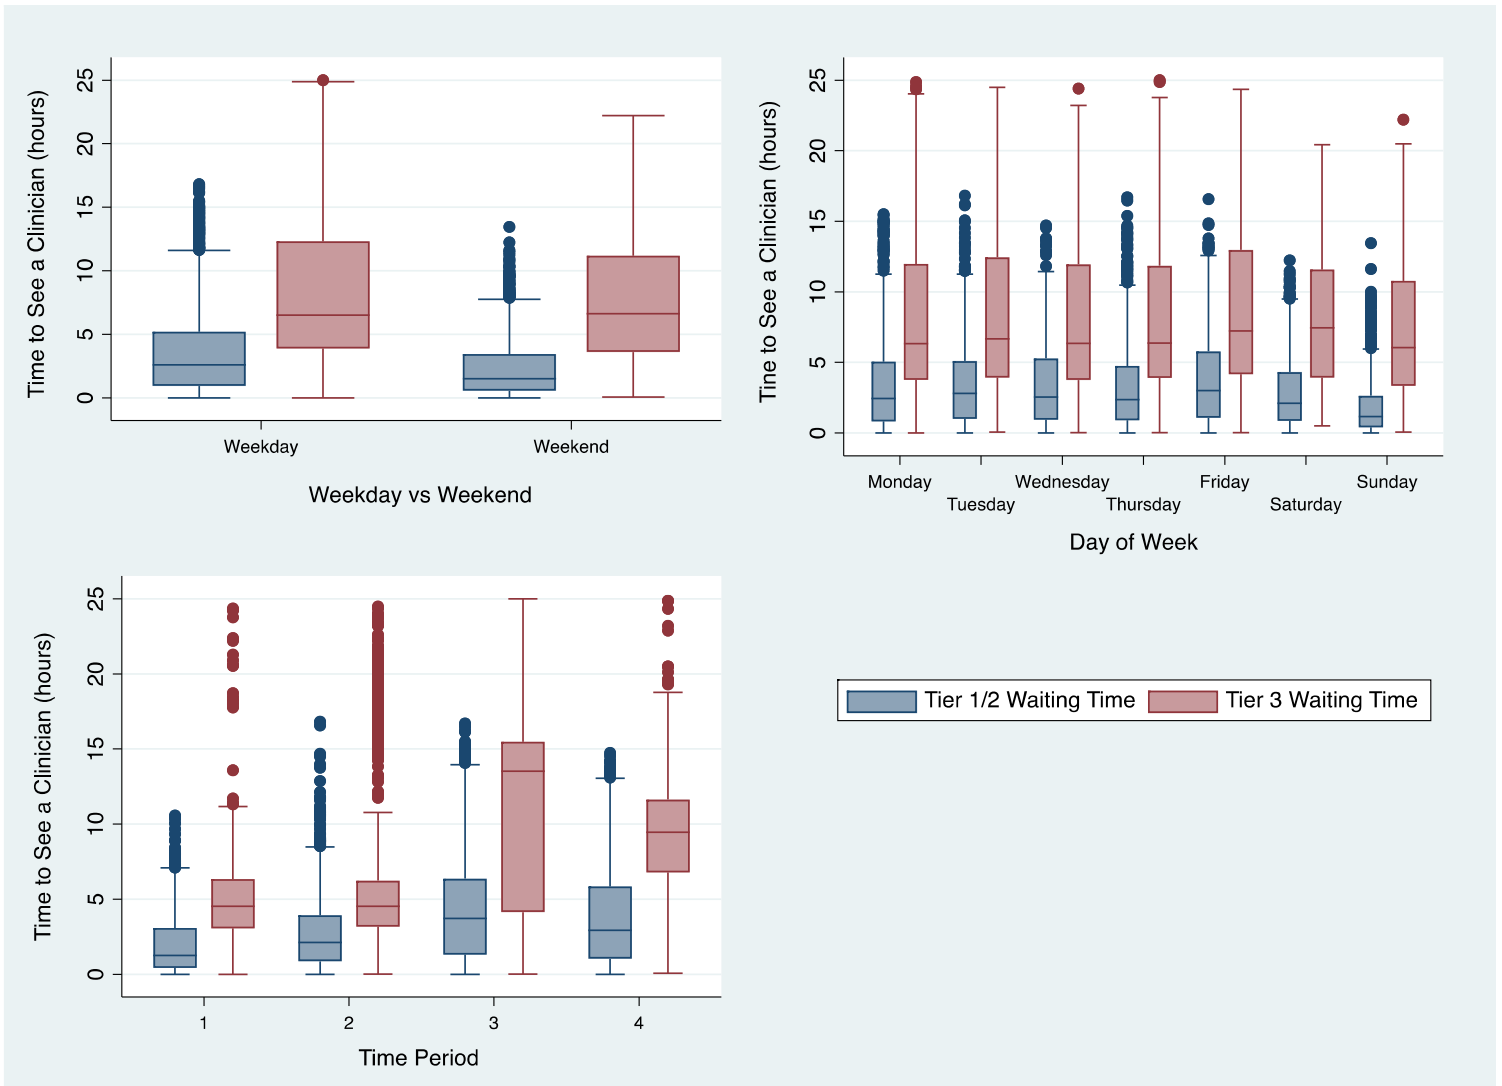 Time to See a Clinician (hours)
25
20
15
10
5
0
Weekday
Weekend
Weekday vs Weekend
Tine to See a Clinician (hours)
25
20
15
10
5
0
Monday
Tuesday
Wednesday
Thursday
Friday
Saturday
Sunday
Day of Week
Time to See a Clinician (hours)
25
20
15
10
5
0
1
2
3
4
Time Period
Tier 1/2 Waiting Time
Tier 3 Waiting Time